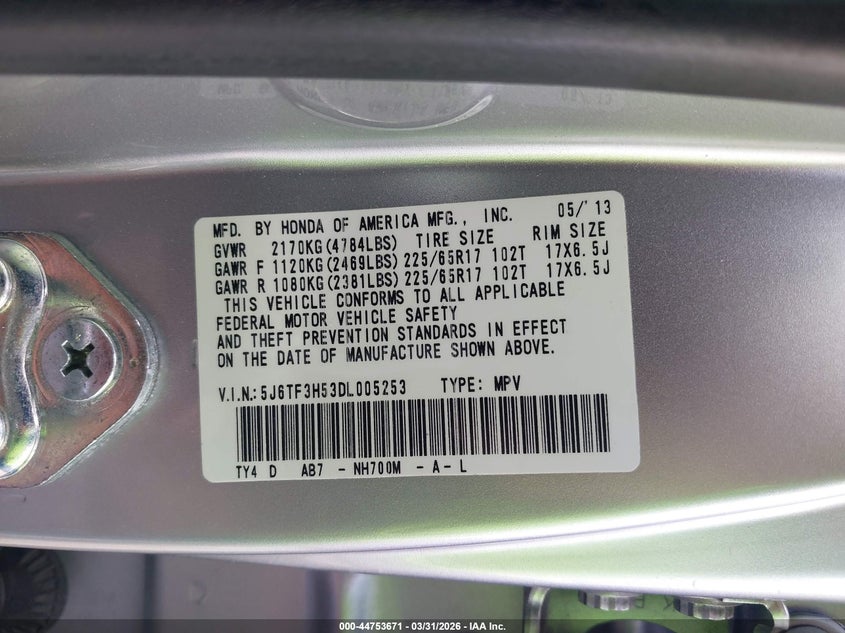 MFD. BY HONDA OF AMERICA MFG., INC. 05/'13
GVWR 2170KG(4784LBS) TIRE SIZE RIM SIZE
GAWR F 1120KG(2469LBS) 225/65R17 102T 17X6.5J
GAWR R 1080KG(2381LBS) 225/65R17 102T 17X6.5J
THIS VEHICLE CONFORMS TO ALL APPLICABLE
FEDERAL MOTOR VEHICLE SAFETY
AND THEFT PREVENTION STANDARDS IN EFFECT
ON THE DATE OF MANUFACTURE SHOWN ABOVE.
V.I.N.: 5J6TF3H53DL005253 TYPE: MPV
TY4 D AB7 - NH700M - A - L
000-44753671 - 03/31/2026 - IAA Inc.